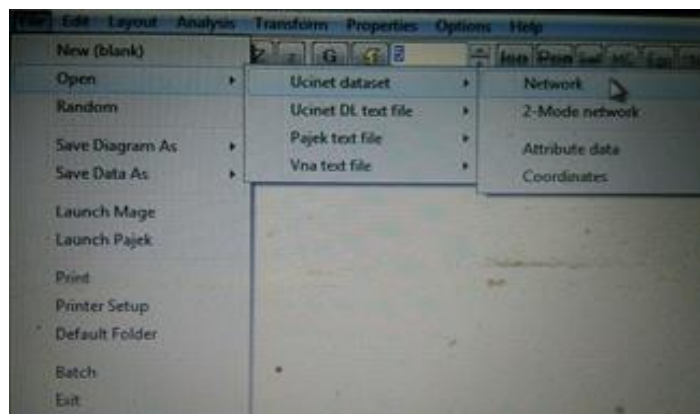 File Edit Layout Analysis Transform Properties Options Help
New (blank)
Open
Random
Save Diagram As
Save Data As
Launch Mage
Launch Pajek
Print
Printer Setup
Default Folder
Batch
Exit
Ucinet dataset
Ucinet DL text file
Pajek text file
Vna text file
Network
2-Mode network
Attribute data
Coordinates
G